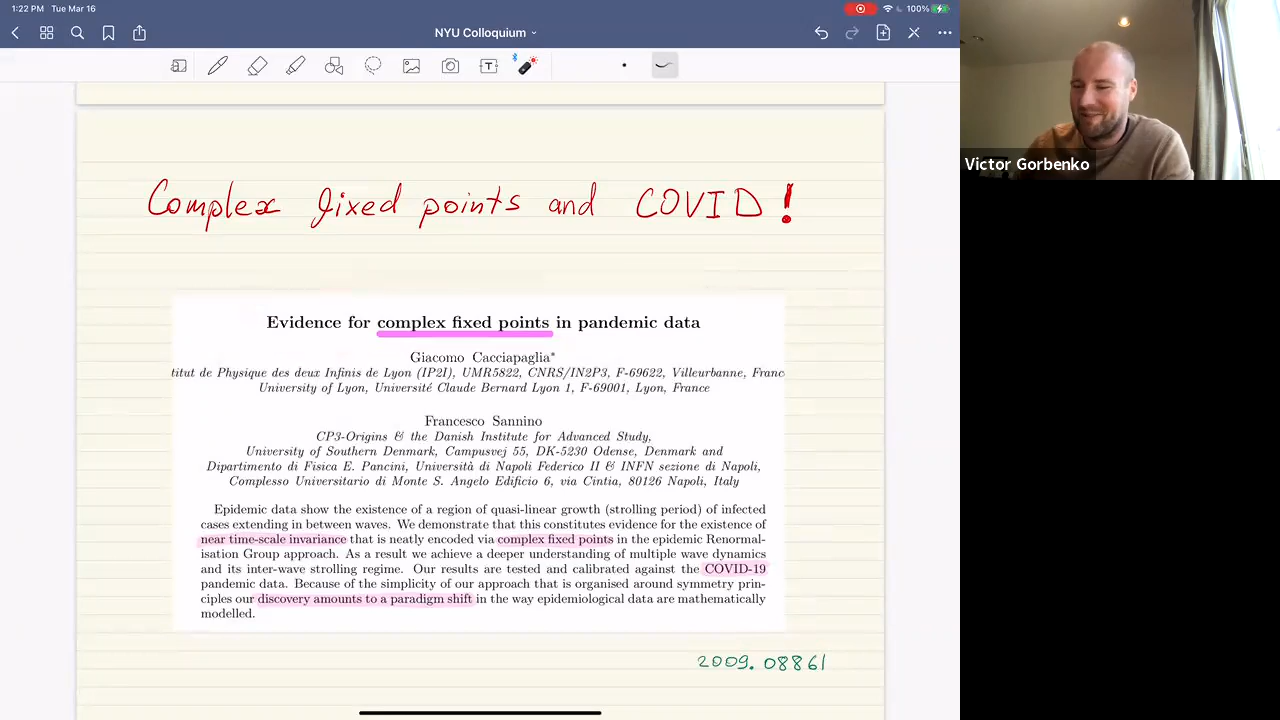 1:22 PM Tue Mar 16
100%
NYU Colloquium
T
Complex fixed points and COVID!
Evidence for complex fixed points in pandemic data
Giacomo Cacciapaglia*
titut de Physique des deux Infinis de Lyon (IP2I), UMR5822, CNRS/IN2P3, F-69622, Villeurbanne, Franc
University of Lyon, Université Claude Bernard Lyon 1, F-69001, Lyon, France
Francesco Sannino
CP3-Origins & the Danish Institute for Advanced Study,
University of Southern Denmark, Campusvej 55, DK-5230 Odense, Denmark and
Dipartimento di Fisica E. Pancini, Università di Napoli Federico II & INFN sezione di Napoli,
Complesso Universitario di Monte S. Angelo Edificio 6, via Cintia, 80126 Napoli, Italy
Epidemic data show the existence of a region of quasi-linear growth (strolling period) of infected
cases extending in between waves. We demonstrate that this constitutes evidence for the existence of
near time-scale invariance that is neatly encoded via complex fixed points in the epidemic Renormal-
isation Group approach. As a result we achieve a deeper understanding of multiple wave dynamics
and its inter-wave strolling regime. Our results are tested and calibrated against the COVID-19
pandemic data. Because of the simplicity of our approach that is organised around symmetry prin-
ciples our discovery amounts to a paradigm shift in the way epidemiological data are mathematically
modelled.
2009.08861
Victor Gorbenko